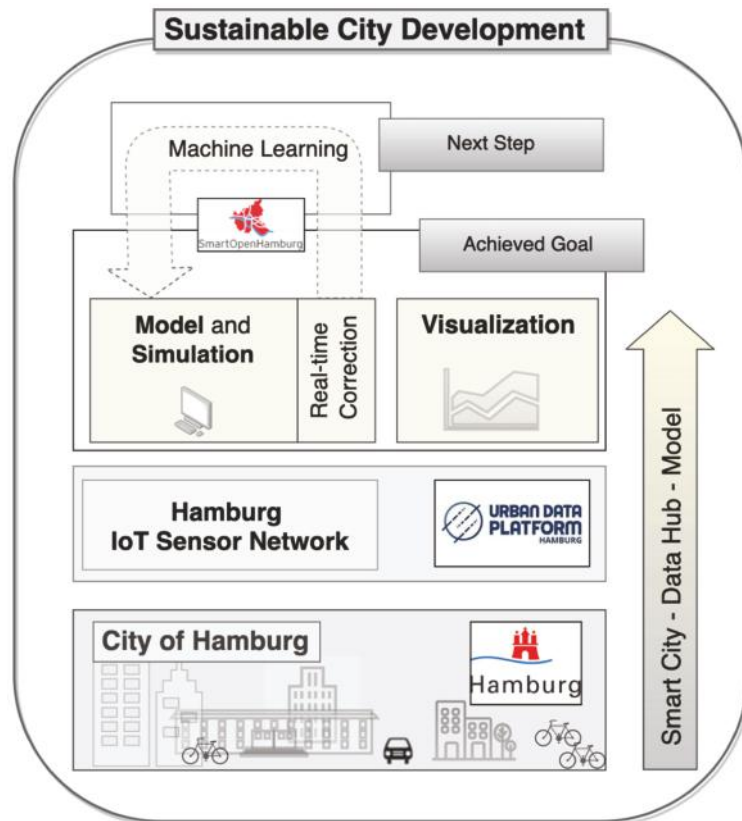 Sustainable City Development
Machine Learning
Next Step
SmartOpenHamburg
Achieved Goal
Model and
Simulation
Real-time
Correction
Visualization
Hamburg
IoT Sensor Network
URBAN DATA
PLATFORM
HAMBURG
City of Hamburg
Hamburg
Smart City - Data Hub - Model